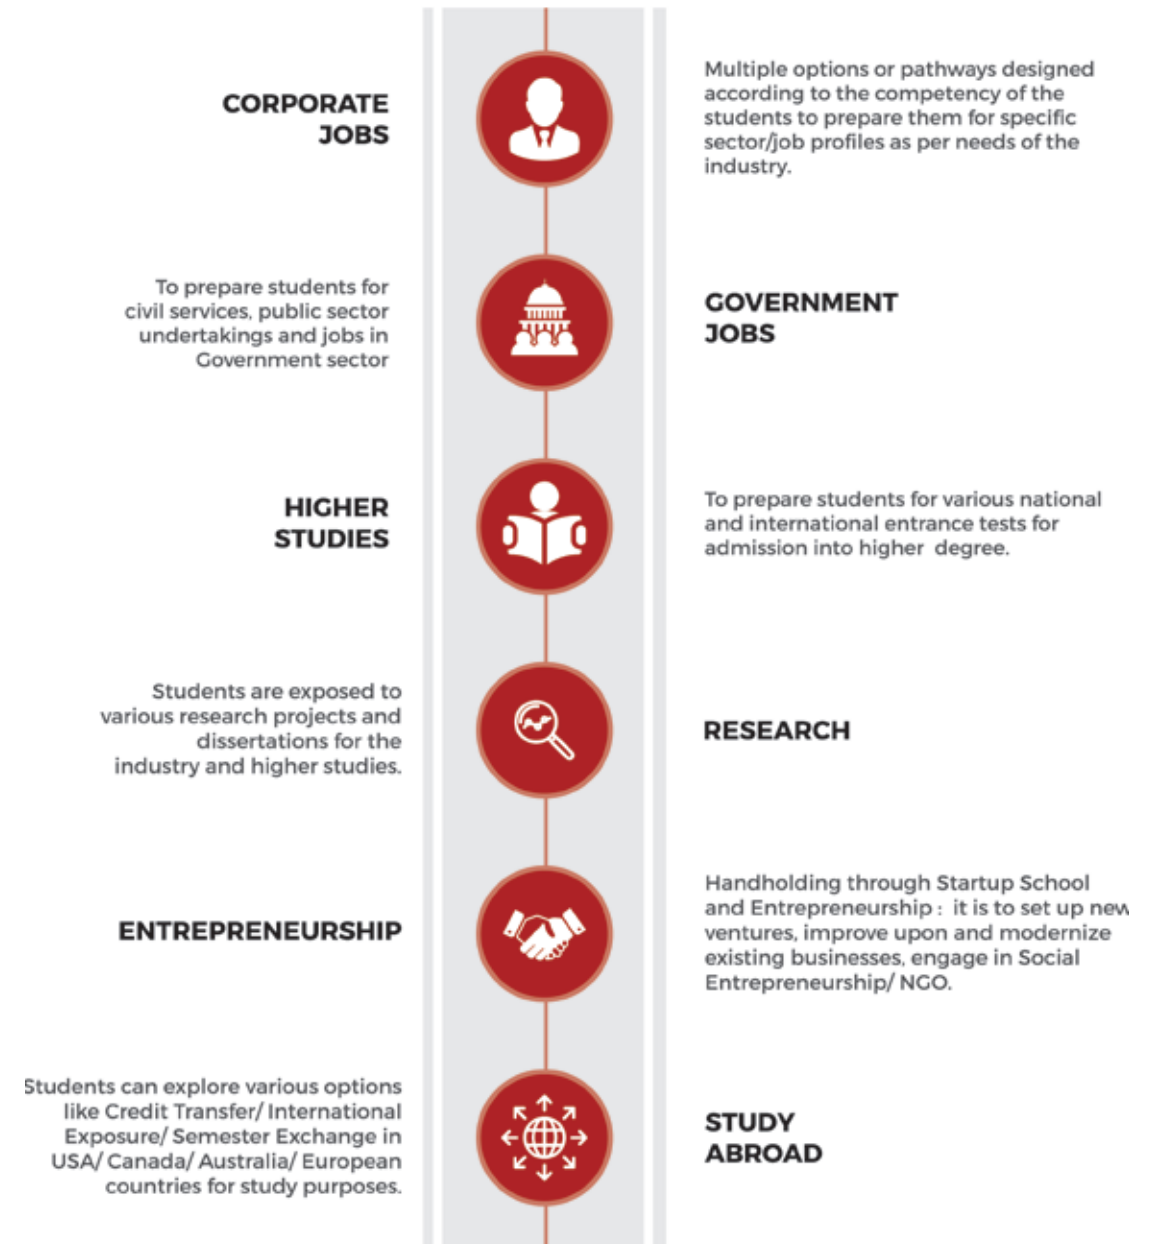 CORPORATE
JOBS
Multiple options or pathways designed
according to the competency of the
students to prepare them for specific
sector/job profiles as per needs of the
industry.
To prepare students for
civil services, public sector
undertakings and jobs in
Government sector
GOVERNMENT
JOBS
HIGHER
STUDIES
To prepare students for various national
and international entrance tests for
admission into higher degree.
Students are exposed to
various research projects and
dissertations for the
industry and higher studies.
RESEARCH
ENTREPRENEURSHIP
Handholding through Startup School
and Entrepreneurship : it is to set up new
ventures, improve upon and modernize
existing businesses, engage in Social
Entrepreneurship/ NGO.
Students can explore various options
like Credit Transfer/ International
Exposure/ Semester Exchange in
USA/ Canada/ Australia/ European
countries for study purposes.
STUDY
ABROAD